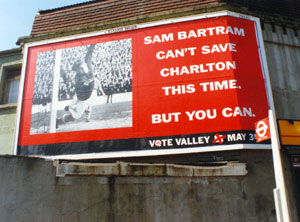 SAM BARTRAM
CAN'T SAVE
CHARLTON
THIS TIME.
BUT YOU CAN.
VOTE VALLEY MAY 3